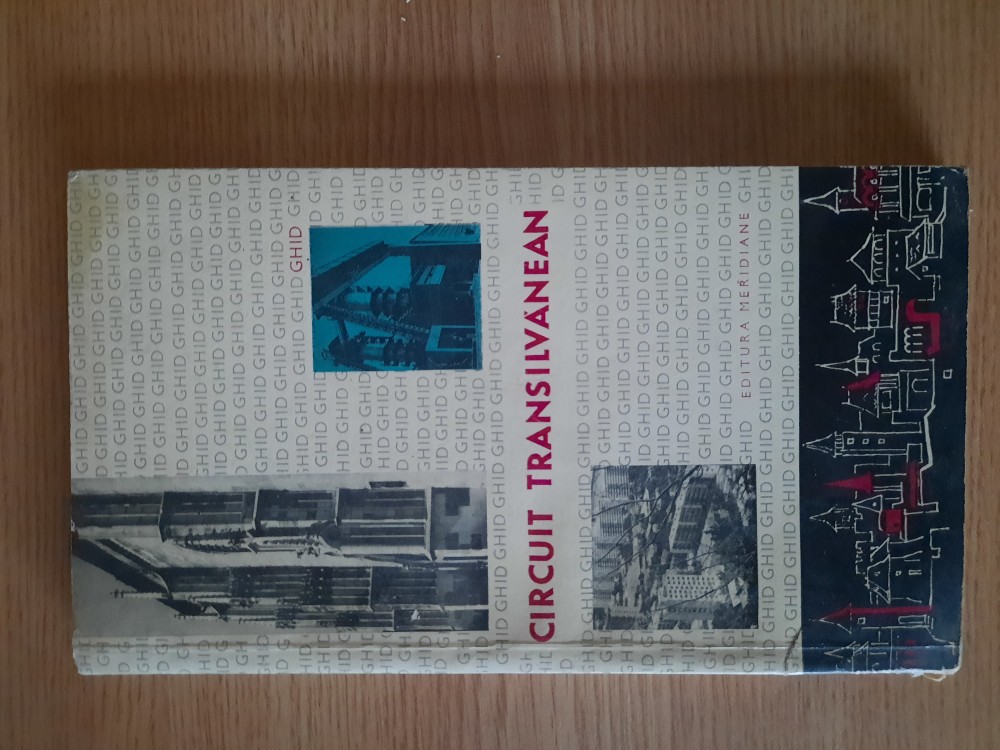 GHID
CIRCUIT TRANSILVĂNEAN
EDITURA MERIDIANE